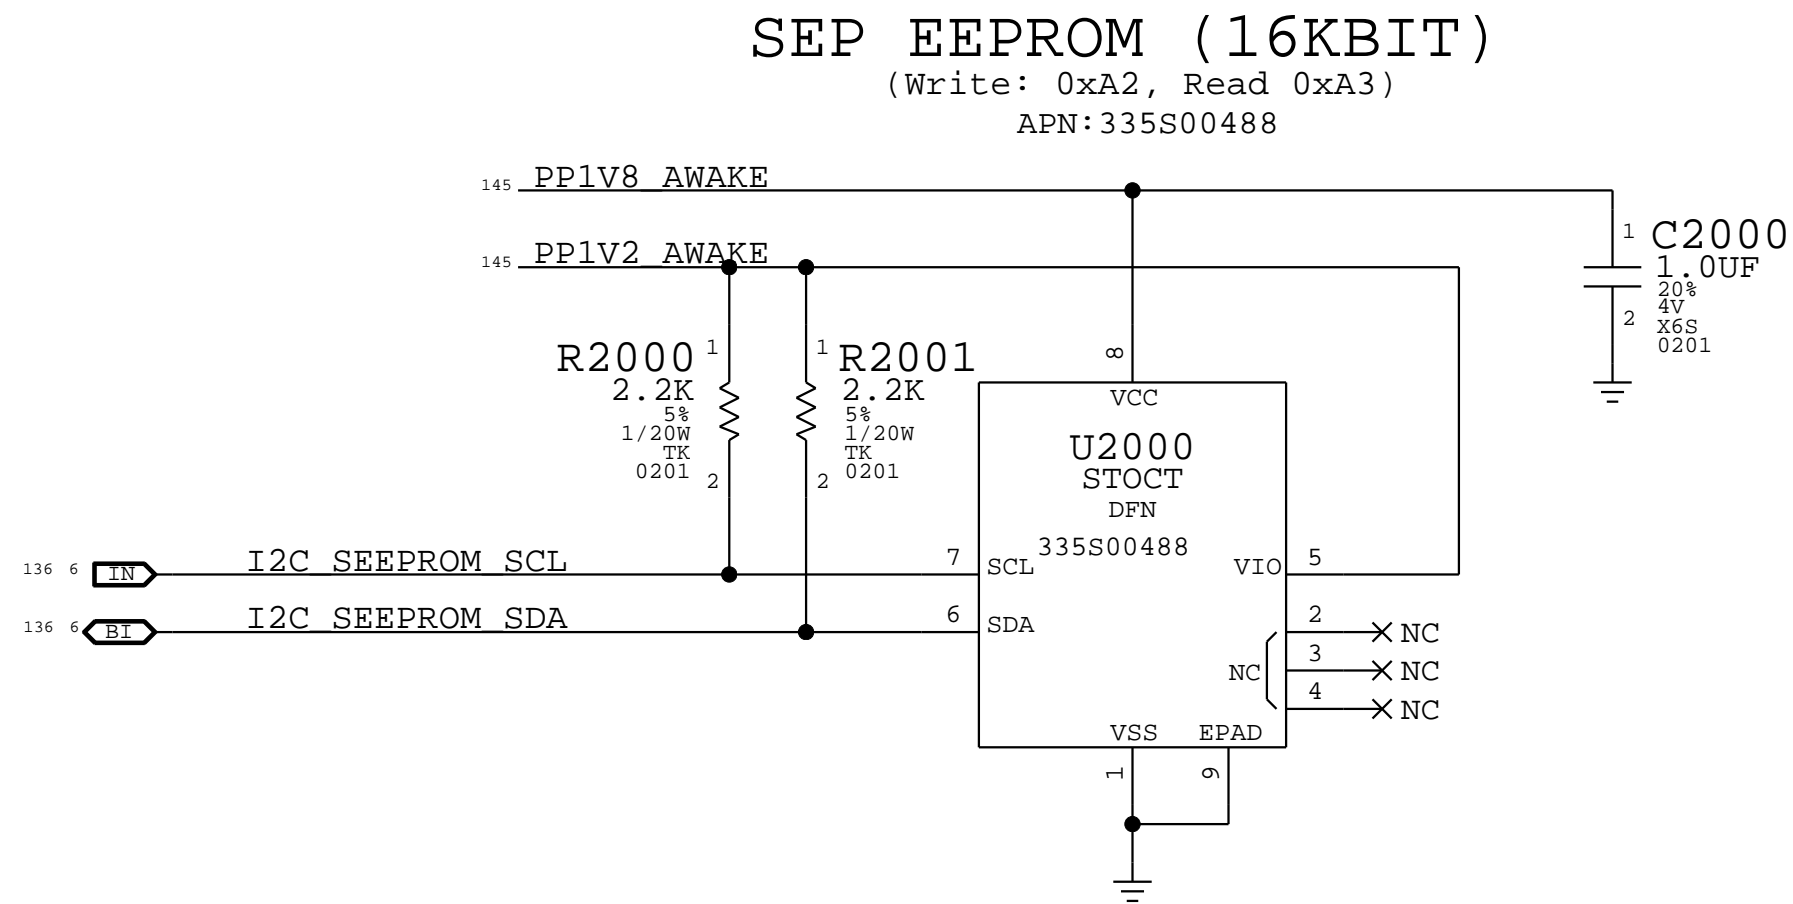 SEP EEPROM (16KBIT)
(Write: 0xA2, Read 0xA3)
APN:335S00488
145 PP1V8_AWAKE
145 PP1V2_AWAKE
1 C2000
1.0UF
20%
4V
2 X6S
0201
R2000 1
2.2K
5%
1/20W
TK
0201 2
1 R2001
2.2K
5%
1/20W
TK
2 0201
8
VCC
U2000
STOCT
DFN
335S00488
136 6 IN I2C_SEEPROM_SCL 7 SCL
VIO 5
136 6 BI I2C_SEEPROM_SDA 6 SDA
2 NC
NC 3 NC
4 NC
VSS EPAD
1 9